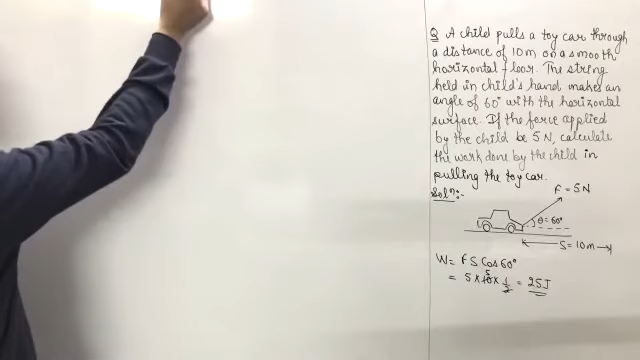 Q A child pulls a toy car through
a distance of 10m on a smooth
horizontal floor. The string
held in child's hand makes an
angle of 60° with the horizontal
surface. If the force applied
by the child be 5 N, calculate
the work done by the child in
pulling the toy car.
Solⁿ:-
F = 5N
θ = 60°
S = 10m
W = F S Cos 60°
= 5 × 10 5 × 1/2 = 25J